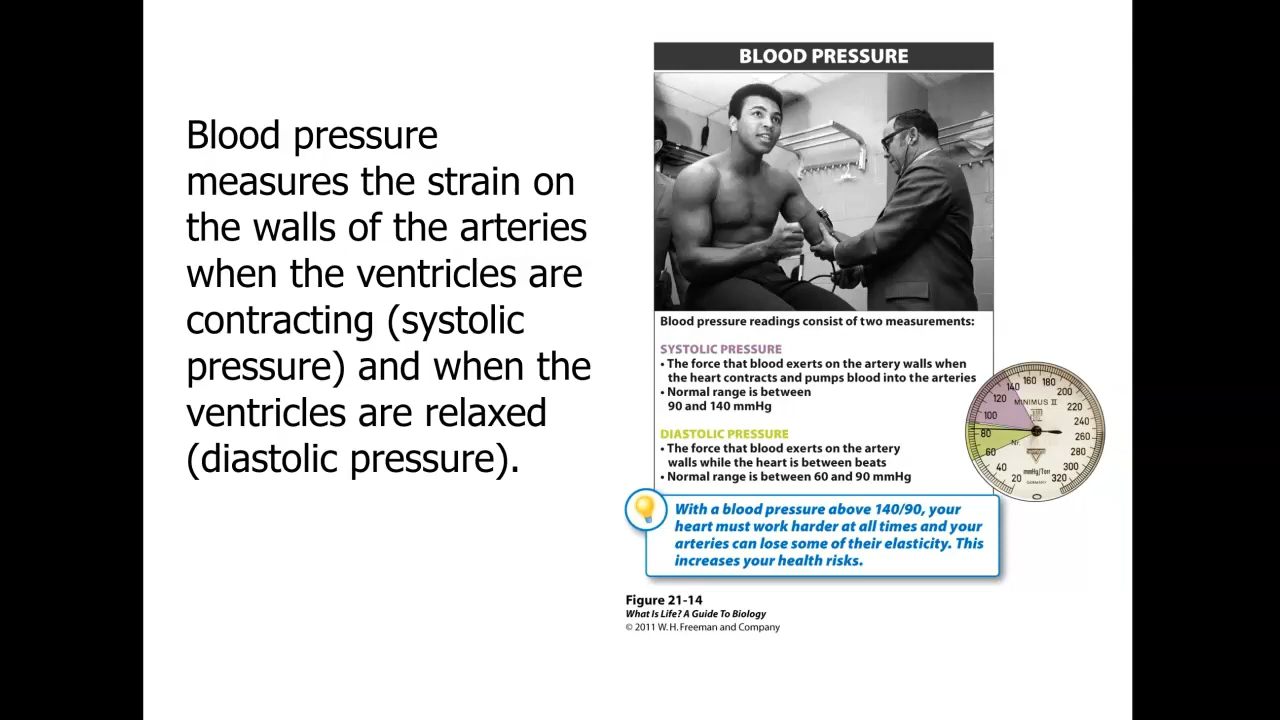 Blood pressure
measures the strain on
the walls of the arteries
when the ventricles are
contracting (systolic
pressure) and when the
ventricles are relaxed
(diastolic pressure).
BLOOD PRESSURE
Blood pressure readings consist of two measurements:
SYSTOLIC PRESSURE
• The force that blood exerts on the artery walls when
the heart contracts and pumps blood into the arteries
• Normal range is between
90 and 140 mmHg
DIASTOLIC PRESSURE
• The force that blood exerts on the artery
walls while the heart is between beats
• Normal range is between 60 and 90 mmHg
20
40
60
80
100
120
140
160
180
200
220
240
260
280
300
320
MINIMUS II
Nr.
mmHg/Torr
GERMANY
With a blood pressure above 140/90, your
heart must work harder at all times and your
arteries can lose some of their elasticity. This
increases your health risks.
Figure 21-14
What Is Life? A Guide To Biology
© 2011 W. H. Freeman and Company